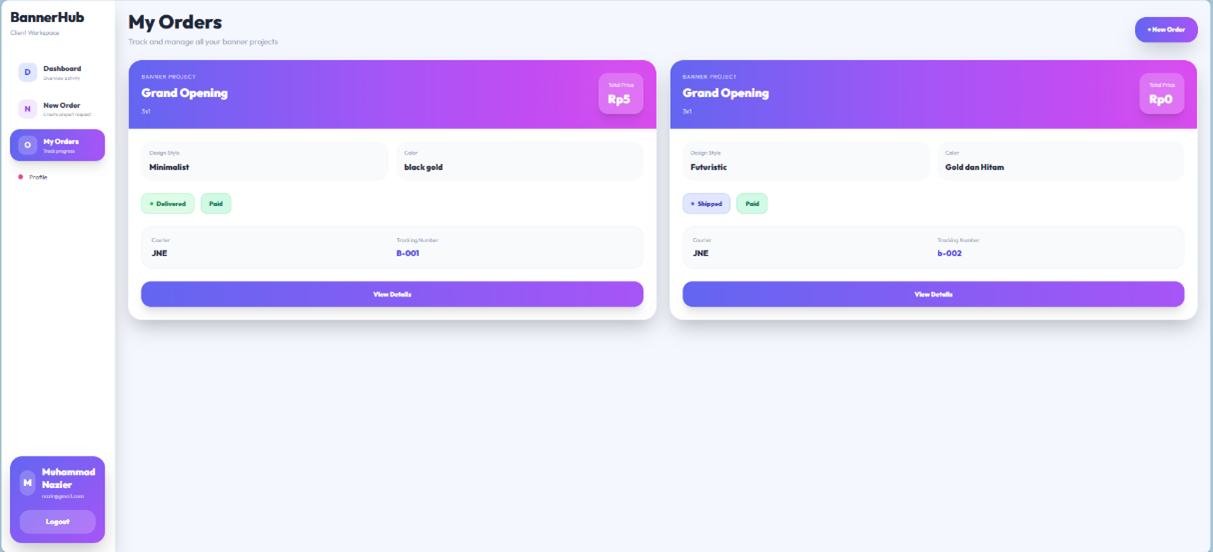 BannerHub
Client Workspace
D
Dashboard
Overview activity
N
New Order
Create project request
O
My Orders
Track progress
Profile
M
Muhammad
Nazier
nazir@gmail.com
Logout
My Orders
Track and manage all your banner projects
+ New Order
BANNER PROJECT
Grand Opening
3x1
Total Price
Rp5
Design Style
Minimalist
Color
black gold
Delivered
Paid
Courier
JNE
Tracking Number
B-001
View Details
BANNER PROJECT
Grand Opening
3x1
Total Price
Rp0
Design Style
Futuristic
Color
Gold dan Hitam
Shipped
Paid
Courier
JNE
Tracking Number
b-002
View Details